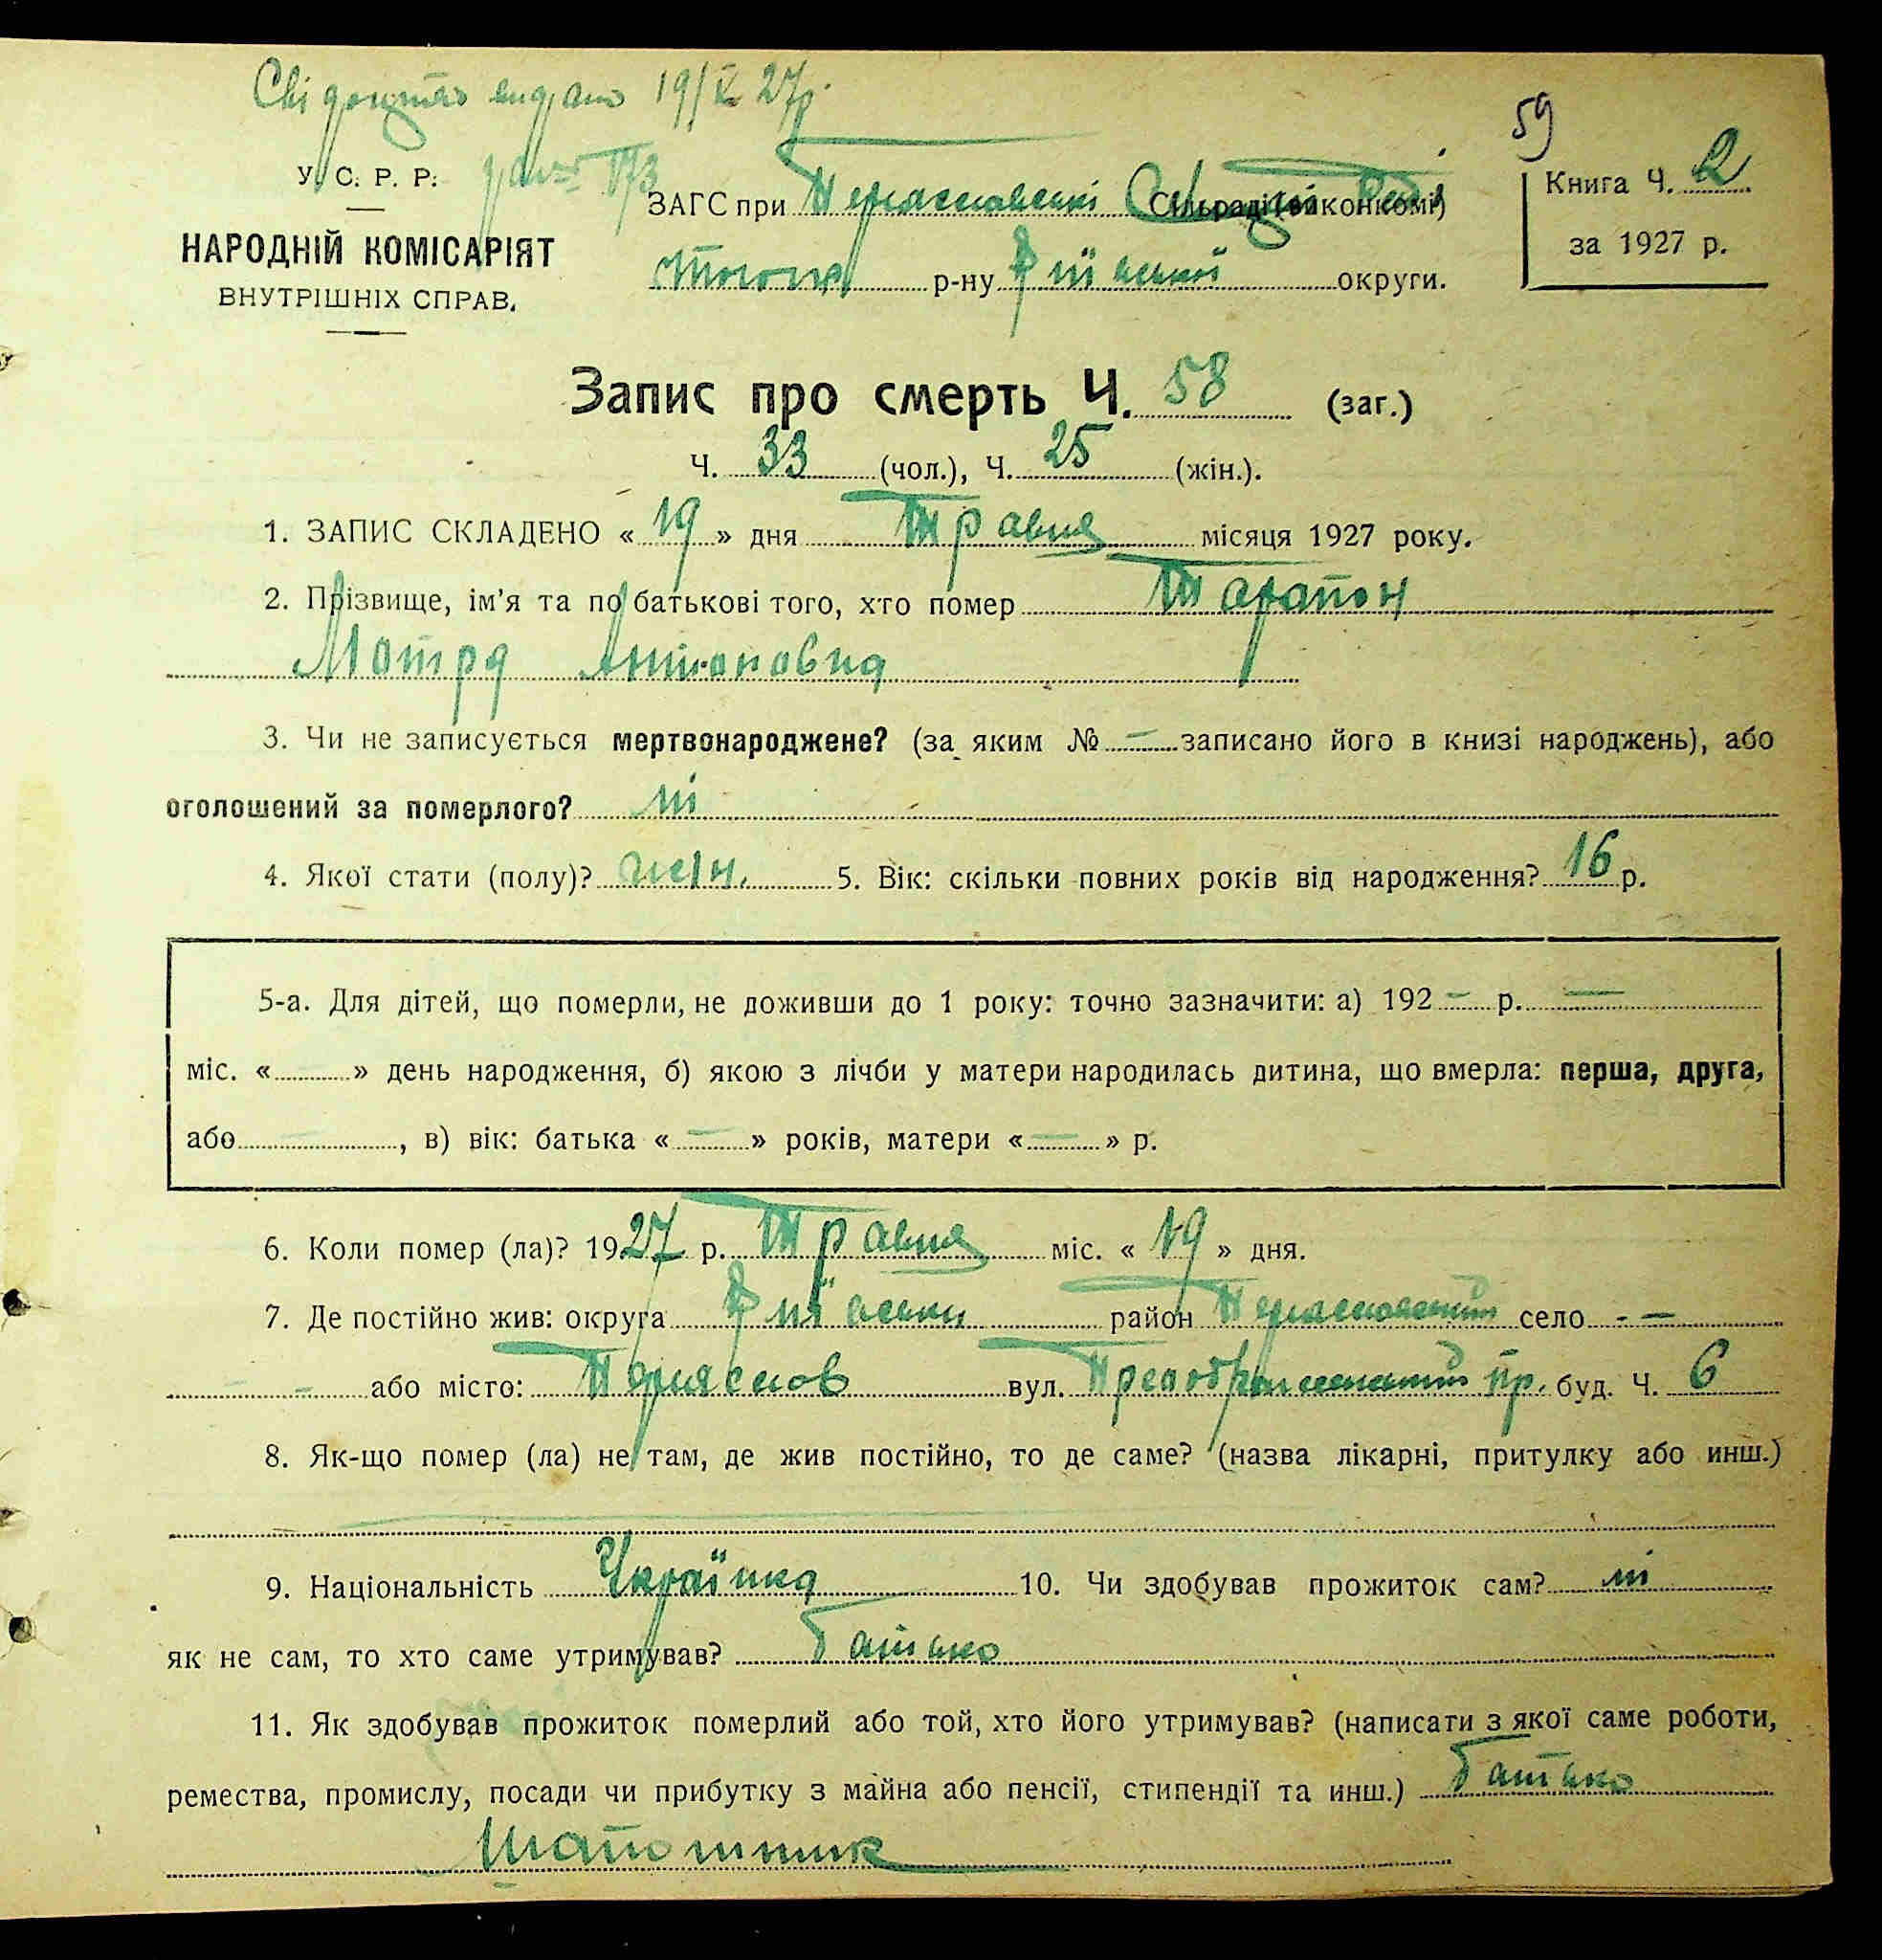 Свідоцтво видано 19/V 27р.
59
У. С. Р. Р.
за № 173
ЗАГС при Переяславські Сільраді (виконкомі)
Книга Ч. 2
НАРОДНІЙ КОМІСАРІЯТ
р-ну Київської округи.
за 1927 р.
ВНУТРІШНІХ СПРАВ.
Запис про смерть Ч. 58 (заг.)
Ч. 33 (чол.), Ч. 25 (жін.).
1. ЗАПИС СКЛАДЕНО « 19 » дня Травня місяця 1927 року.
2. Прізвище, ім'я та по батькові того, хто помер Тарапон
Мотря Антоновна
3. Чи не записується мертвонароджене? (за яким № — записано його в книзі народжень), або
оголошений за померлого? ні
4. Якої стати (полу)? жін. 5. Вік: скільки повних років від народження? 16 р.
5-а. Для дітей, що померли, не доживши до 1 року: точно зазначити: а) 192 — р. —
міс. « » день народження, б) якою з лічби у матери народилась дитина, що вмерла: перша, друга,
або —, в) вік: батька « — » років, матери « — » р.
6. Коли помер (ла)? 1927 р. Травня міс. « 19 » дня.
7. Де постійно жив: округа Київська район Переяславський село - —
– – або місто: Переяслов вул. пр. буд. Ч. 6
8. Як-що помер (ла) не там, де жив постійно, то де саме? (назва лікарні, притулку або инш.)
9. Національність Українка 10. Чи здобував прожиток сам? ні
як не сам, то хто саме утримував? батько
11. Як здобував прожиток померлий або той, хто його утримував? (написати з якої саме роботи,
ремества, промислу, посади чи прибутку з майна або пенсії, стипендії та инш.) батько
Шапошник